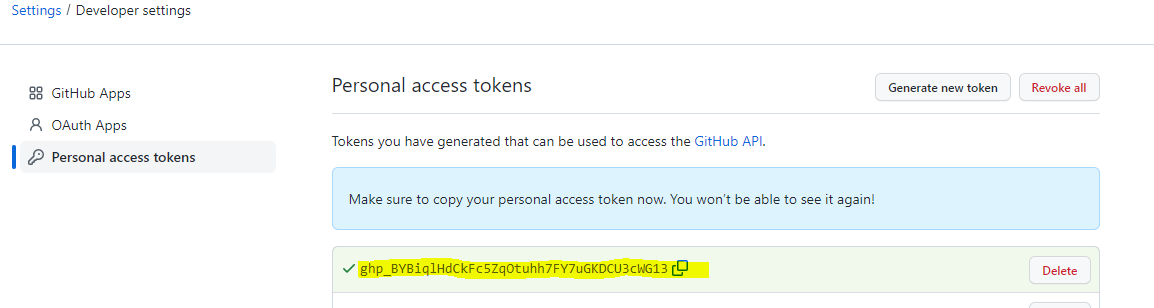 Settings / Developer settings
GitHub Apps
OAuth Apps
Personal access tokens
Personal access tokens
Generate new token
Revoke all
Tokens you have generated that can be used to access the GitHub API.
Make sure to copy your personal access token now. You won't be able to see it again!
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
Delete